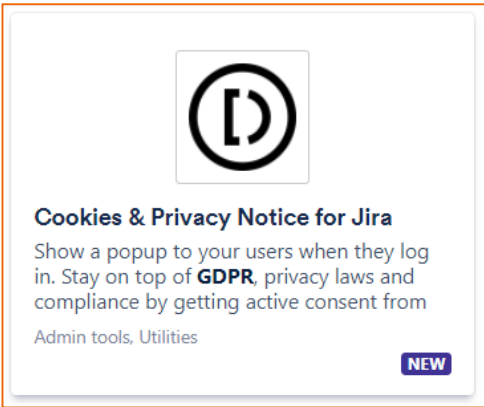 Cookies & Privacy Notice for Jira
Show a popup to your users when they log
in. Stay on top of GDPR, privacy laws and
compliance by getting active consent from
Admin tools, Utilities
NEW